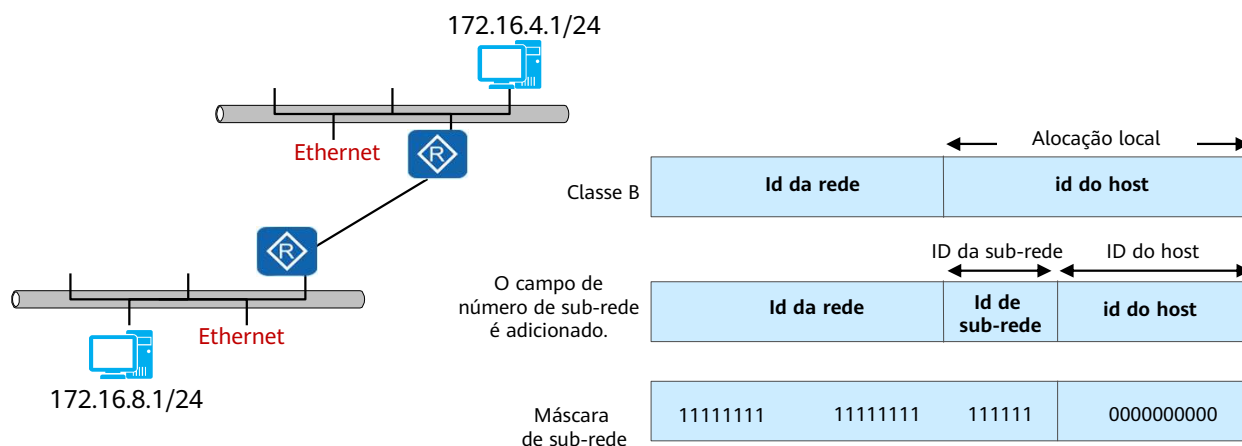 172.16.4.1/24
Ethernet
R
R
Ethernet
172.16.8.1/24
Alocação local
Classe B
Id da rede
id do host
ID da sub-rede
ID do host
O campo de
número de sub-rede
é adicionado.
Id da rede
Id de
sub-rede
id do host
Máscara
de sub-rede
11111111
11111111
111111
0000000000